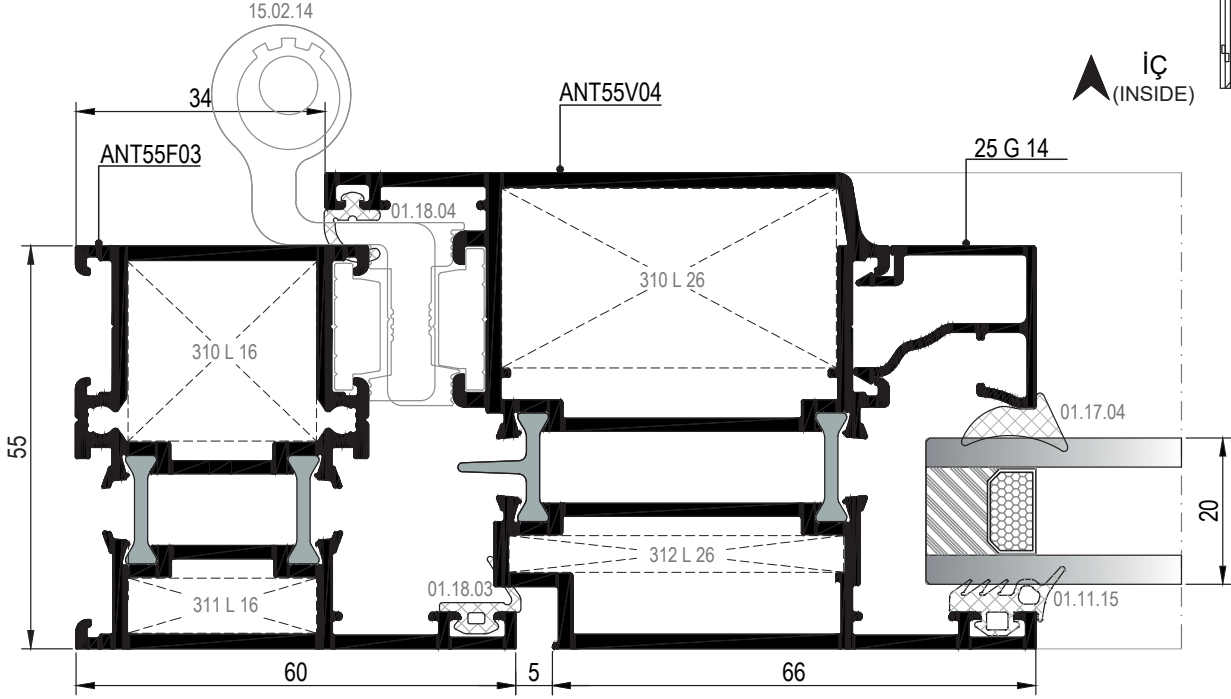 15.02.14
İÇ
(INSIDE)
34
ANT55V04
ANT55F03
25 G 14
01.18.04
310 L 26
310 L 16
01.17.04
55
20
312 L 26
01.18.03
311 L 16
01.11.15
60
5
66